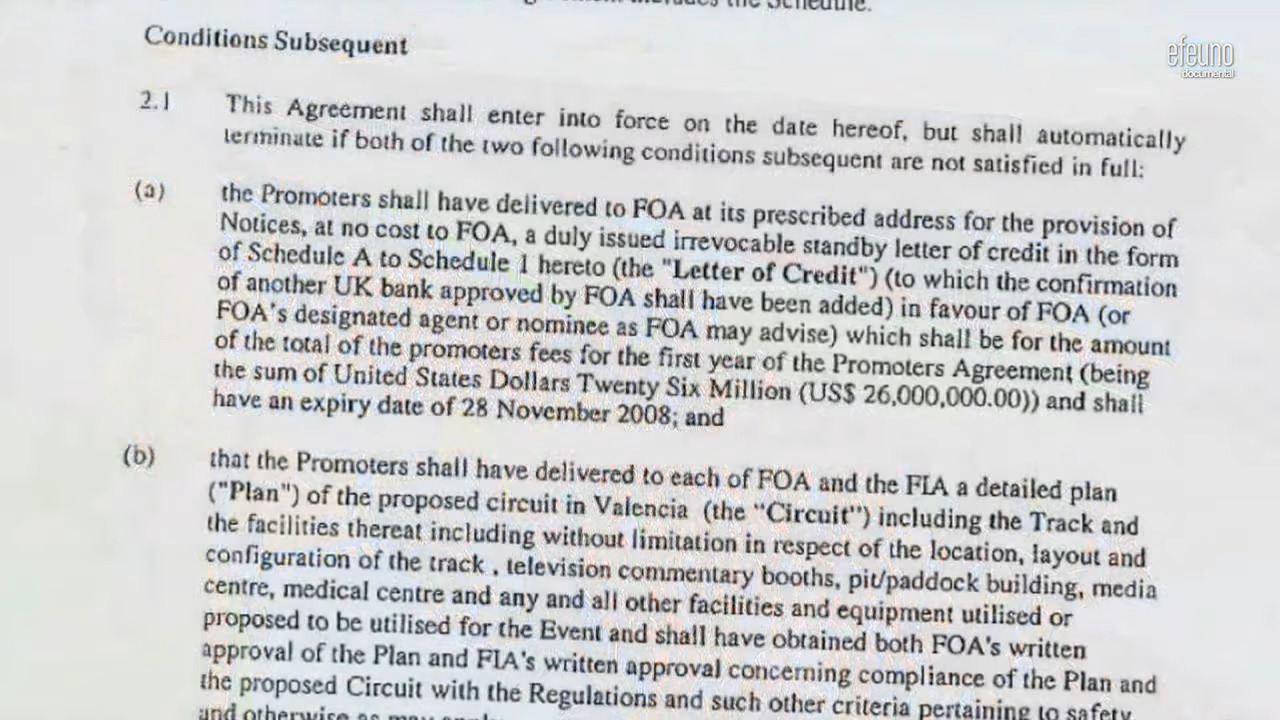 the Schedule.
Conditions Subsequent
efeuno
documental
2.1 This Agreement shall enter into force on the date hereof, but shall automatically
terminate if both of the two following conditions subsequent are not satisfied in full:
(a) the Promoters shall have delivered to FOA at its prescribed address for the provision of
Notices, at no cost to FOA, a duly issued irrevocable standby letter of credit in the form
of Schedule A to Schedule 1 hereto (the "Letter of Credit") (to which the confirmation
of another UK bank approved by FOA shall have been added) in favour of FOA (or
FOA's designated agent or nominee as FOA may advise) which shall be for the amount
of the total of the promoters fees for the first year of the Promoters Agreement (being
the sum of United States Dollars Twenty Six Million (US$ 26,000,000.00)) and shall
have an expiry date of 28 November 2008; and
(b) that the Promoters shall have delivered to each of FOA and the FIA a detailed plan
("Plan") of the proposed circuit in Valencia (the "Circuit") including the Track and
the facilities thereat including without limitation in respect of the location, layout and
configuration of the track , television commentary booths, pit/paddock building, media
centre, medical centre and any and all other facilities and equipment utilised or
proposed to be utilised for the Event and shall have obtained both FOA's written
approval of the Plan and FIA's written approval concerning compliance of the Plan and
the proposed Circuit with the Regulations and such other criteria pertaining to safety
and otherwise as may